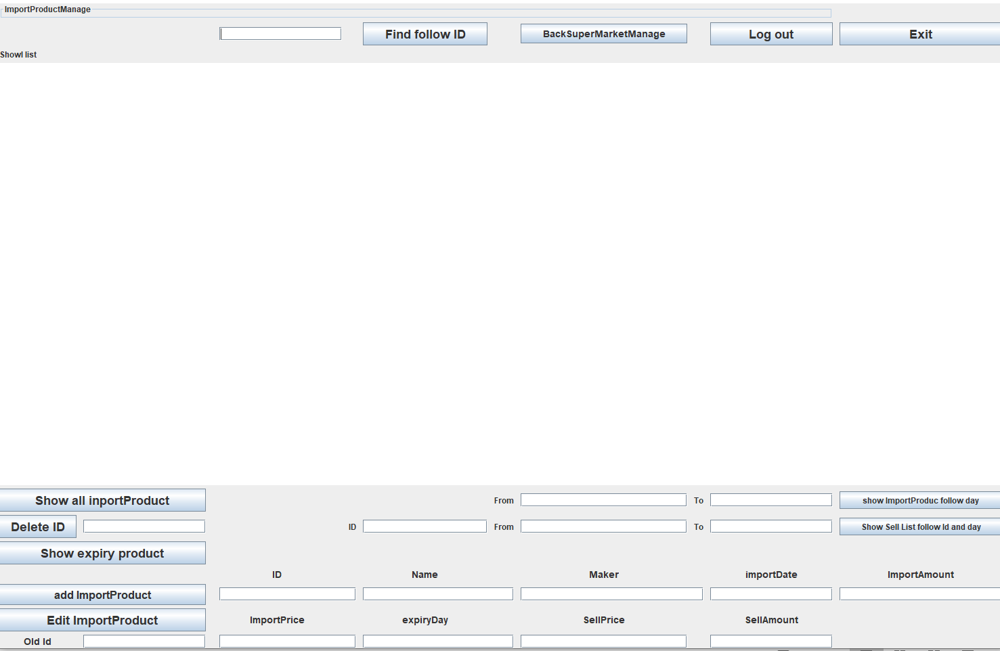 ImportProductManage
Find follow ID BackSuperMarketManage Log out Exit
Showl list
Show all inportProduct From To show ImportProduc follow day
Delete ID ID From To Show Sell List follow Id and day
Show expiry product
ID Name Maker importDate ImportAmount
add ImportProduct
Edit ImportProduct ImportPrice expiryDay SellPrice SellAmount
Old Id